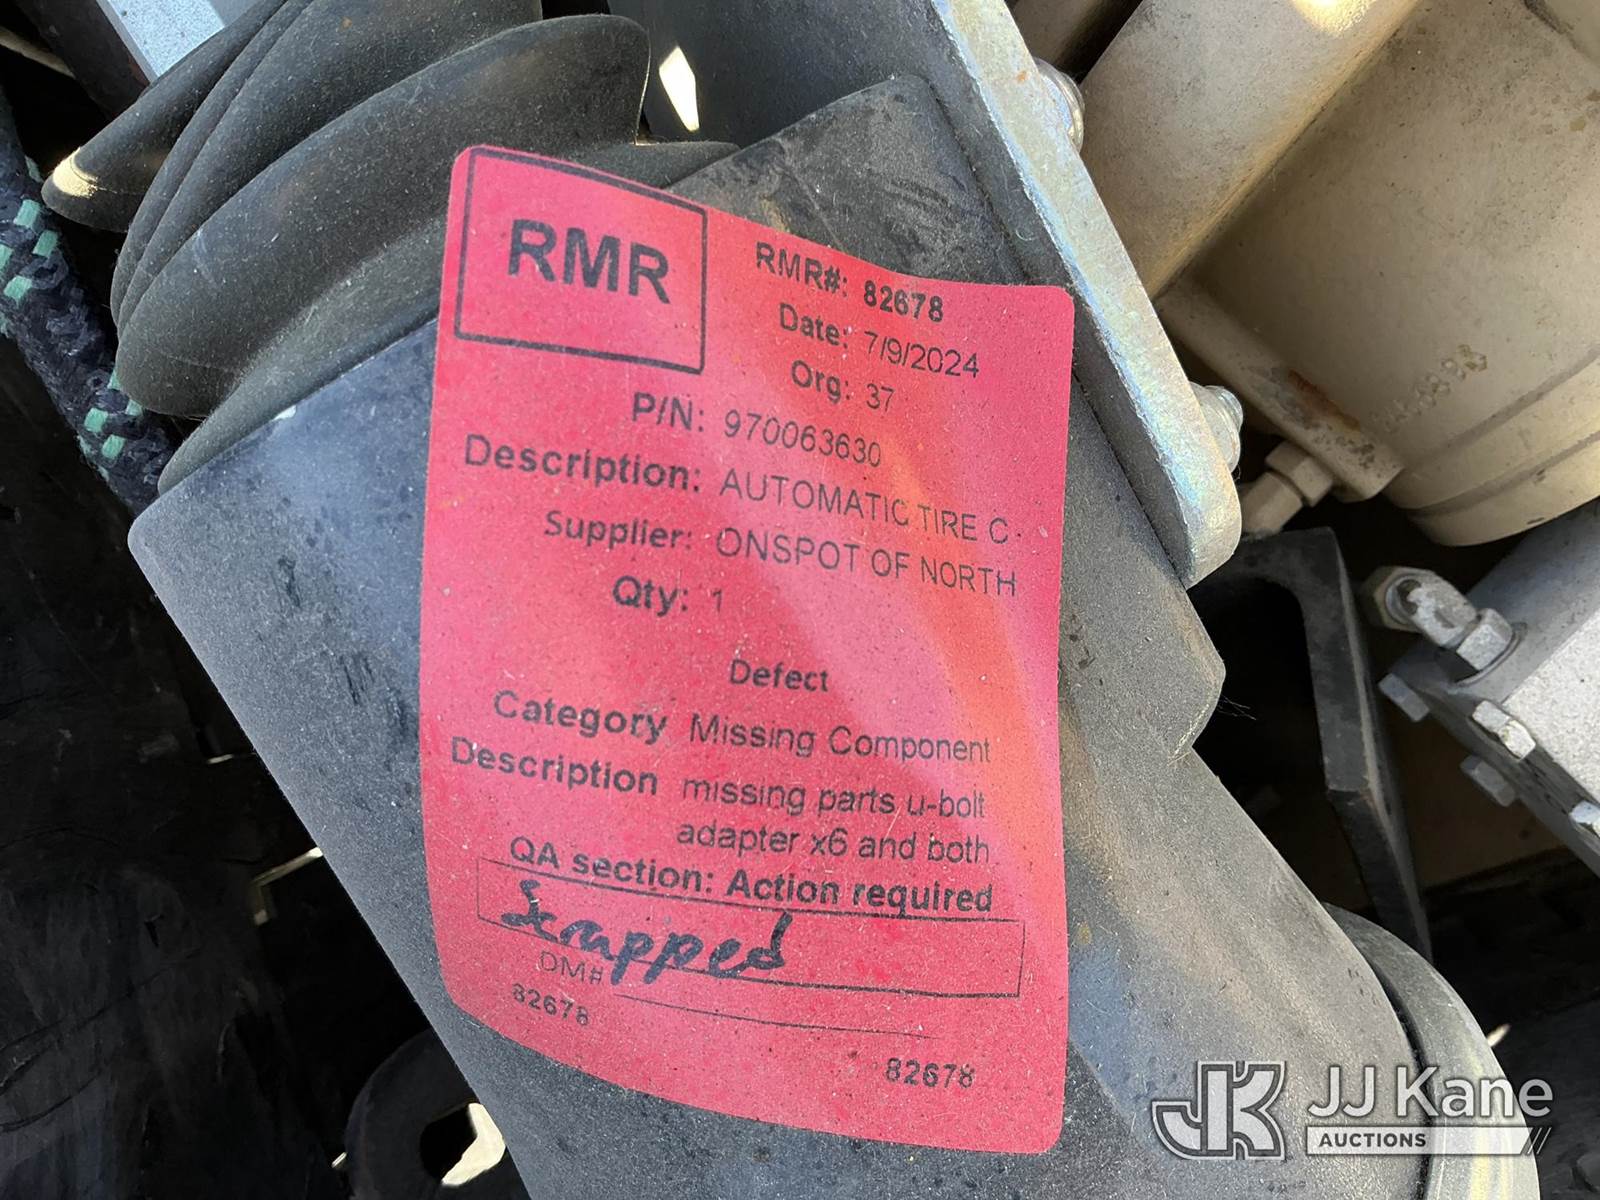 RMR
RMR#: 82678
Date: 7/9/2024
Org: 37
P/N: 970063630
Description: AUTOMATIC TIRE C
Supplier: ONSPOT OF NORTH
Qty: 1
Defect
Category Missing Component
Description missing parts u-bolt
adapter x6 and both
QA section: Action required
Scrapped
DM#
82678
82678
JJ Kane
AUCTIONS